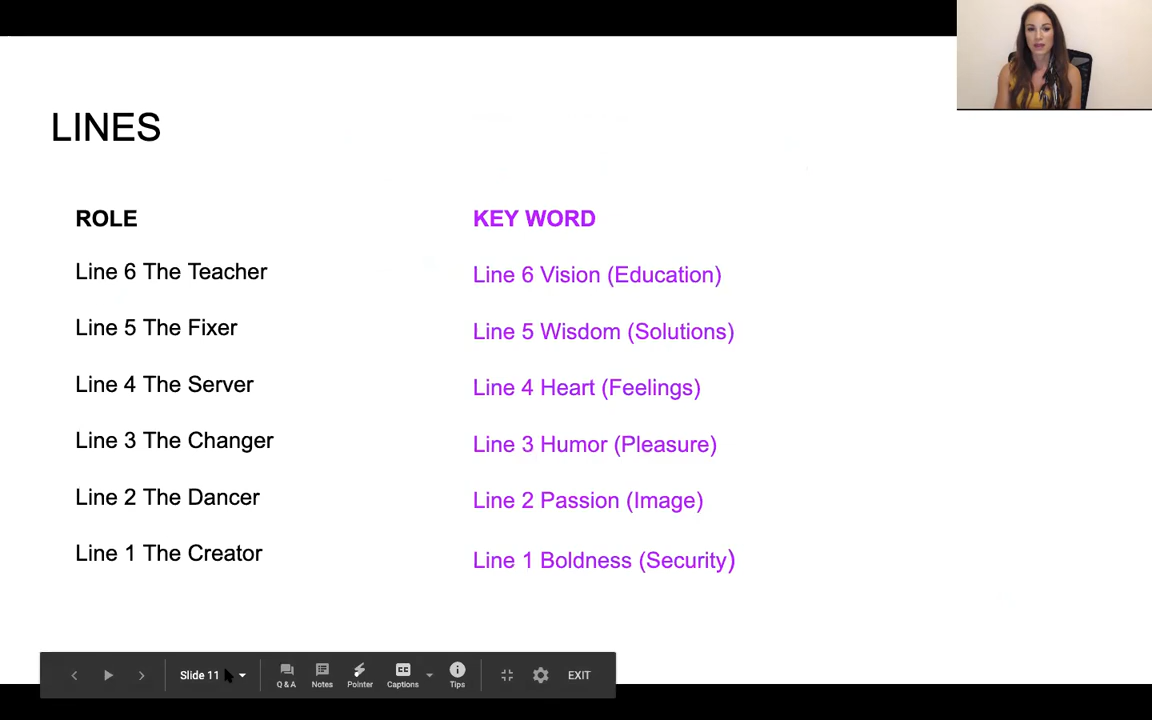 LINES
ROLE
Line 6 The Teacher
Line 5 The Fixer
Line 4 The Server
Line 3 The Changer
Line 2 The Dancer
Line 1 The Creator
KEY WORD
Line 6 Vision (Education)
Line 5 Wisdom (Solutions)
Line 4 Heart (Feelings)
Line 3 Humor (Pleasure)
Line 2 Passion (Image)
Line 1 Boldness (Security)
Slide 11
Q & A
Notes
Pointer
CC
Captions
Tips
EXIT